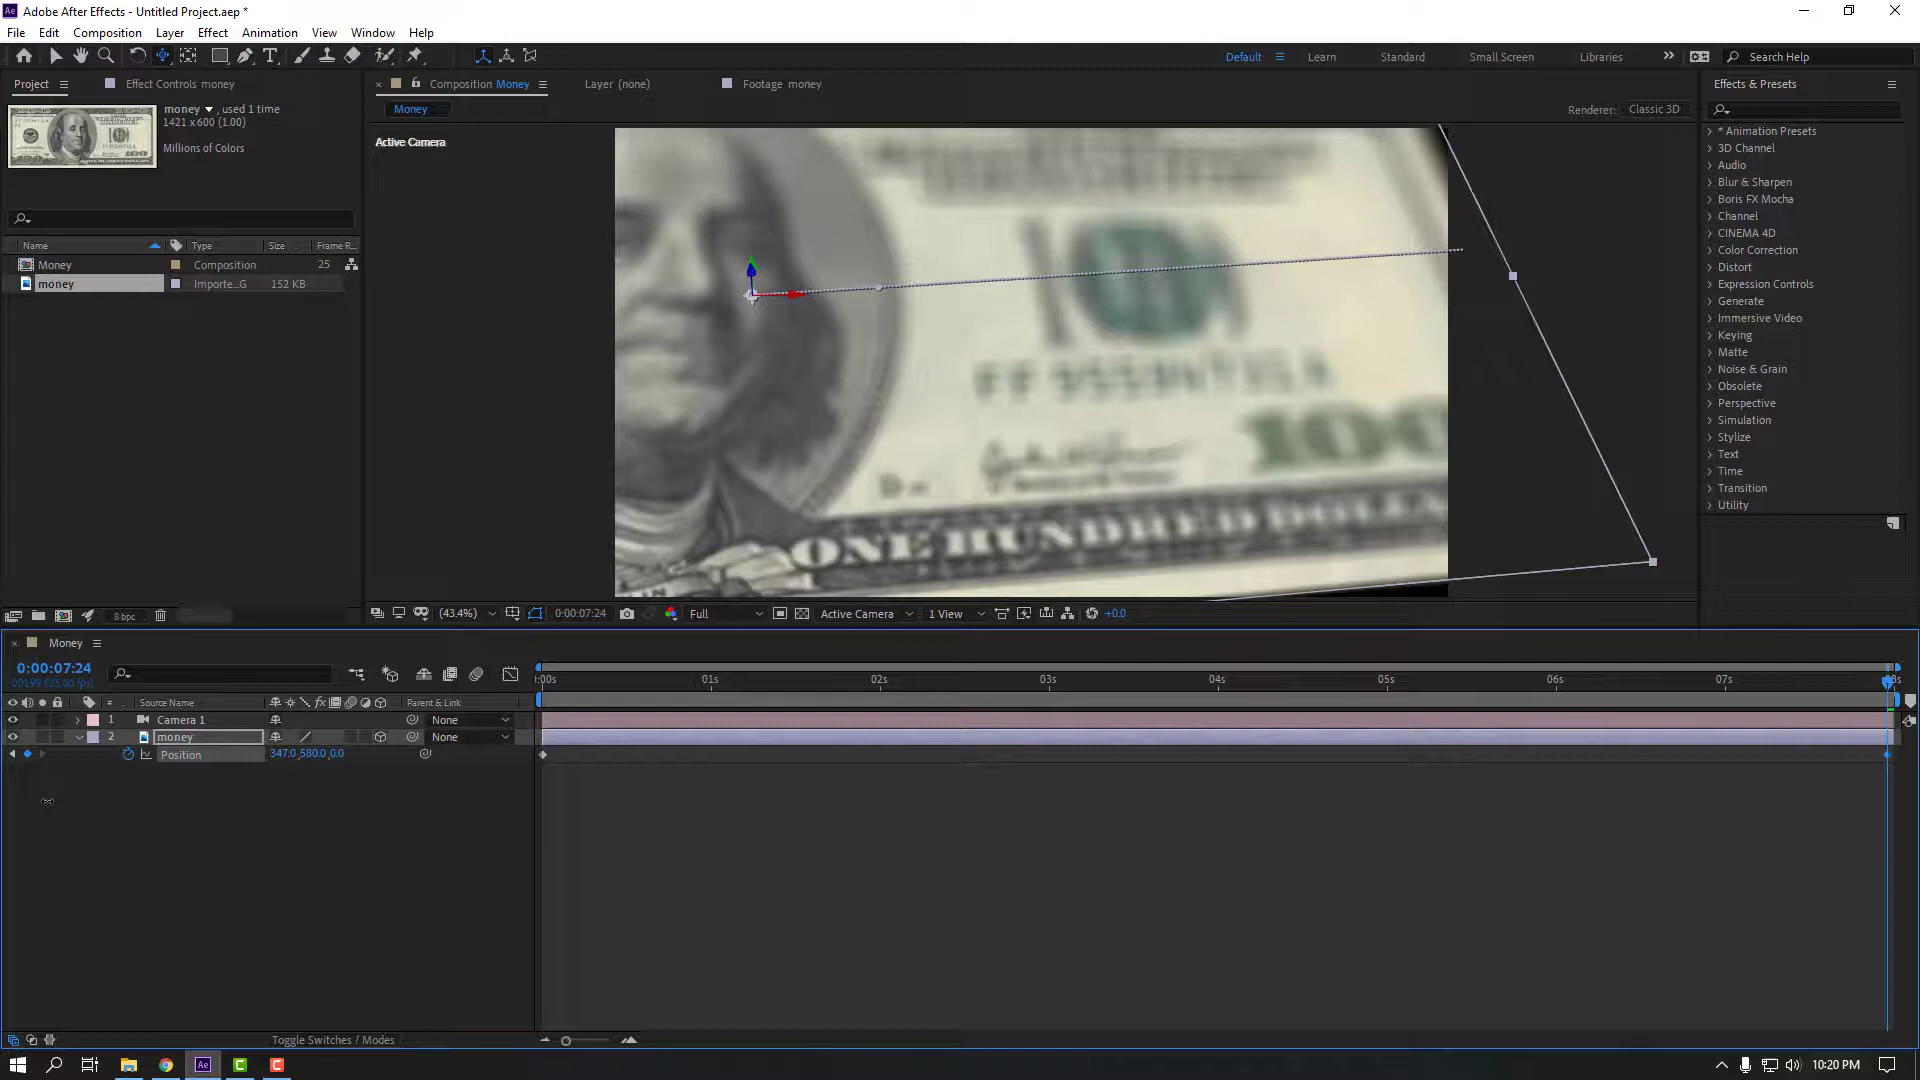 Adobe After Effects - Untitled Project.aep *
File Edit Composition Layer Effect Animation View Window Help
Default Learn Standard Small Screen Libraries Search Help
Project Effect Controls money
Composition Money Layer (none) Footage money
Effects & Presets
money , used 1 time
1421 x 600 (1.00)
Millions of Colors
Money
Renderer: Classic 3D
Active Camera
* Animation Presets
3D Channel
Audio
Blur & Sharpen
Boris FX Mocha
Channel
CINEMA 4D
Color Correction
Distort
Expression Controls
Generate
Immersive Video
Keying
Matte
Noise & Grain
Obsolete
Perspective
Simulation
Stylize
Text
Time
Transition
Utility
Name Type Size Frame R...
Money Composition 25
money Importe...G 152 KB
100
ONE HUNDRED
8 bpc
(43.4%) 0:00:07:24 Full Active Camera 1 View +0.0
Money
0:00:07:24
00199 (25.00 fps)
:00s 01s 02s 03s 04s 05s 06s 07s 08s
# Source Name Parent & Link
1 Camera 1 None
2 money None
Position 347.0,580.0,0.0
Toggle Switches / Modes
10:20 PM